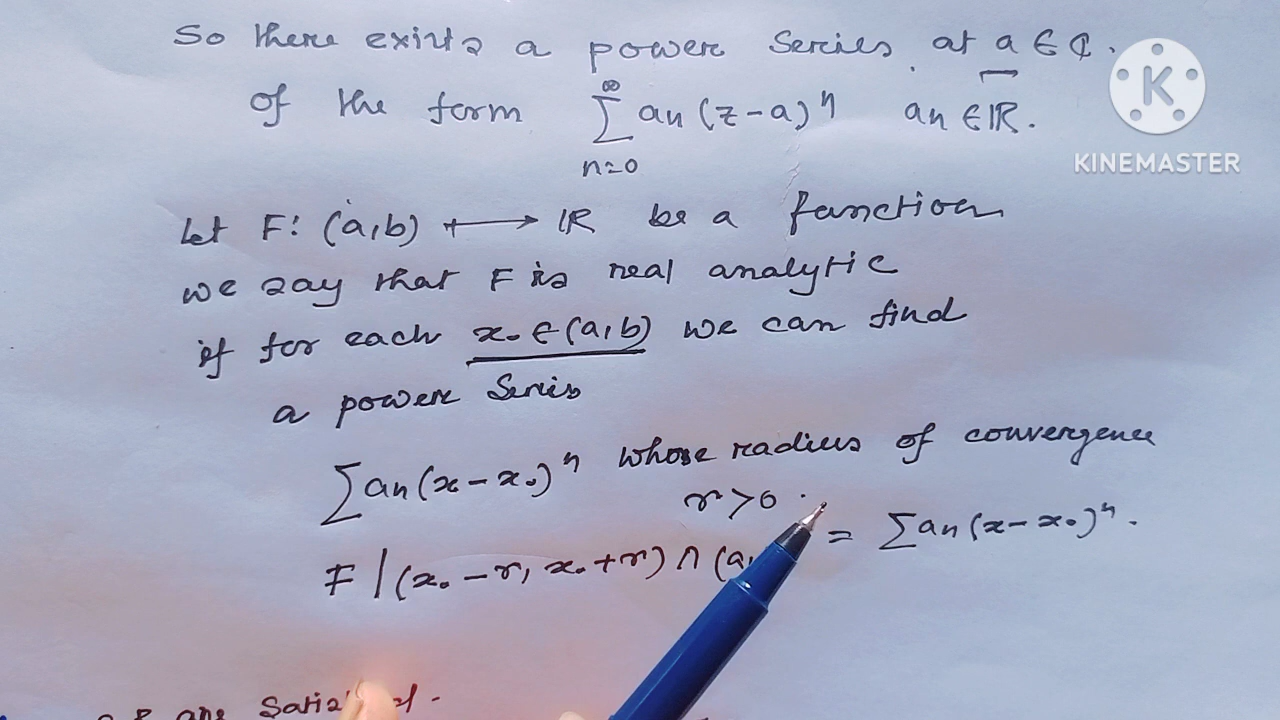 So there exists a power series at a ∈ ℂ.
of the form ∑_{n=0}^{∞} an (z-a)^n an ∈ ℝ.
KINEMASTER
Let F: (a,b) ⟼ ℝ be a function
we say that F is real analytic
if for each x₀ ∈ (a,b) we can find
a power series
∑ an (x-x₀)^n whose radius of convergence
r > 0.
F | (x₀-r, x₀+r) ∩ (a, = ∑ an (x-x₀)^n.
are